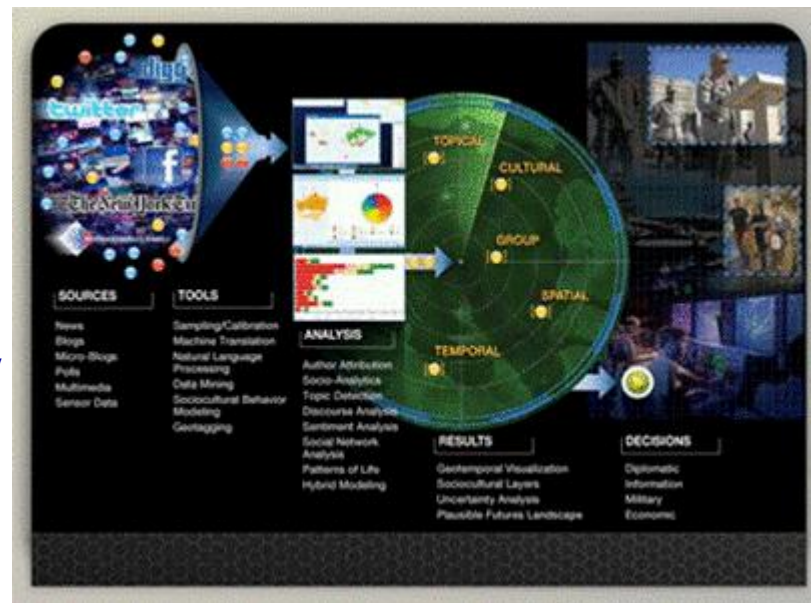 digg
twitter
f
The New York Ti
TOPICAL
CULTURAL
GROUP
SPATIAL
TEMPORAL
SOURCES
News
Blogs
Micro-Blogs
Polls
Multimedia
Sensor Data
TOOLS
Sampling/Calibration
Machine Translation
Natural Language
Processing
Data Mining
Sociocultural Behavior
Modeling
Geotagging
ANALYSIS
Author Attribution
Socio-Analytics
Topic Detection
Discourse Analysis
Sentiment Analysis
Social Network
Analysis
Patterns of Life
Hybrid Modeling
RESULTS
Geotemporal Visualization
Sociocultural Layers
Uncertainty Analysis
Plausible Futures Landscape
DECISIONS
Diplomatic
Information
Military
Economic